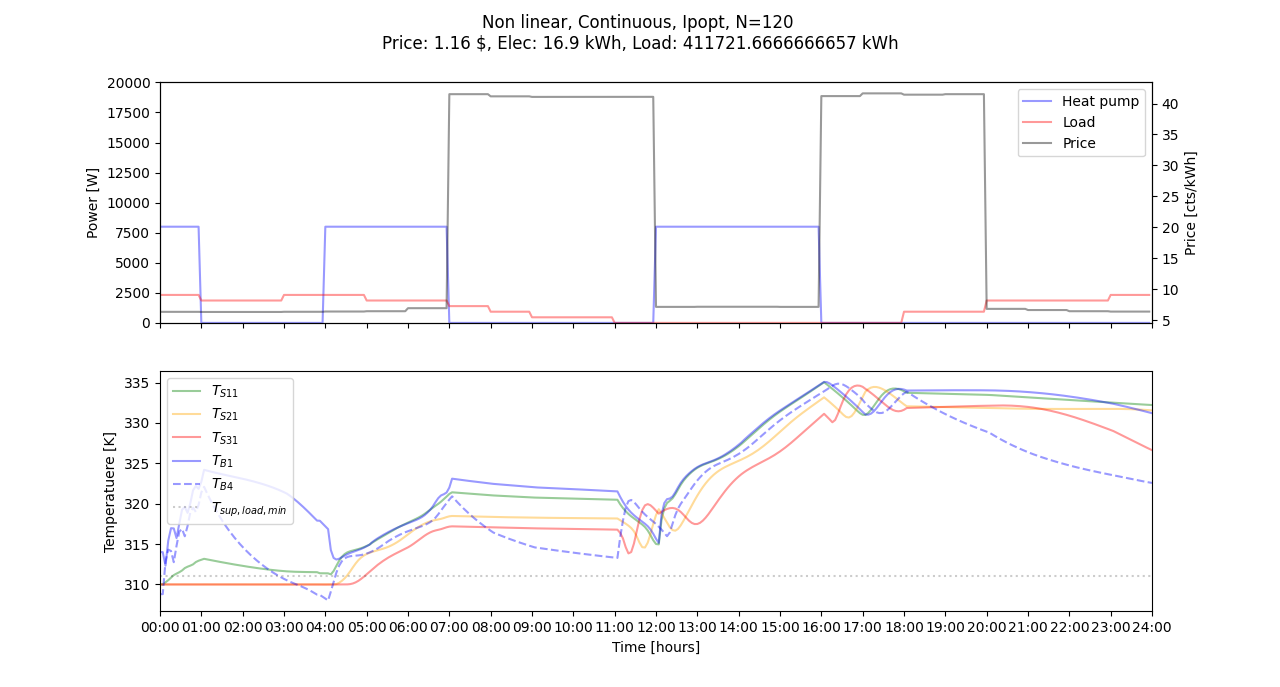 Non linear, Continuous, Ipopt, N=120
Price: 1.16 $, Elec: 16.9 kWh, Load: 411721.6666666657 kWh
20000
17500
15000
12500
10000
7500
5000
2500
0
Power [W]
40
35
30
25
20
15
10
5
Price [cts/kWh]
Heat pump
Load
Price
335
330
325
320
315
310
Temperatuere [K]
T_{S11}
T_{S21}
T_{S31}
T_{B1}
T_{B4}
T_{sup,load,min}
00:00 01:00 02:00 03:00 04:00 05:00 06:00 07:00 08:00 09:00 10:00 11:00 12:00 13:00 14:00 15:00 16:00 17:00 18:00 19:00 20:00 21:00 22:00 23:00 24:00
Time [hours]